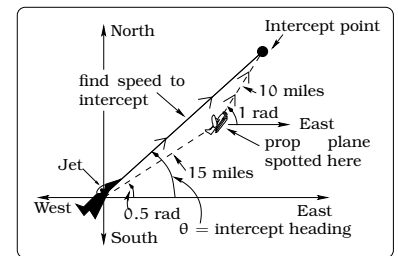 Intercept point
North
find speed to
intercept
10 miles
1 rad
East
prop plane
spotted here
Jet
15 miles
West
0.5 rad
East
South
θ = intercept heading